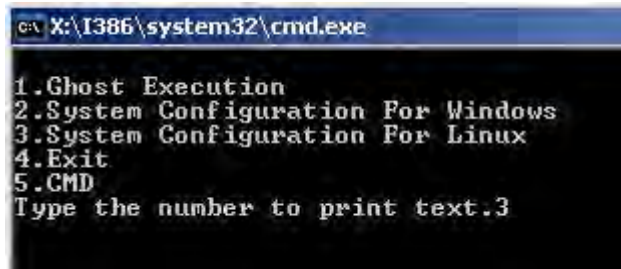 C:\ X:\I386\system32\cmd.exe
1.Ghost Execution
2.System Configuration For Windows
3.System Configuration For Linux
4.Exit
5.CMD
Type the number to print text.3